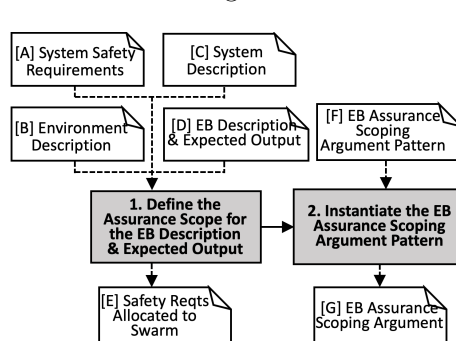 [A] System Safety
Requirements
[C] System
Description
[B] Environment
Description
[D] EB Description
& Expected Output
[F] EB Assurance
Scoping
Argument Pattern
1. Define the
Assurance Scope for
the EB Description
& Expected Output
2. Instantiate the EB
Assurance Scoping
Argument Pattern
[E] Safety Reqts
Allocated to
Swarm
[G] EB Assurance
Scoping Argument